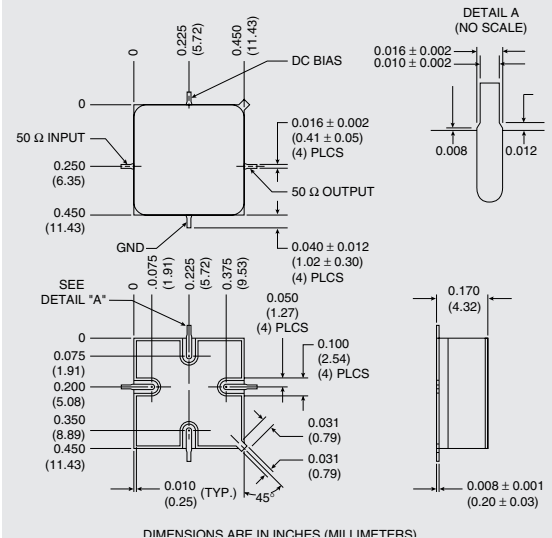 DETAIL A
(NO SCALE)
0
0.225
(5.72)
0.450
(11.43)
DC BIAS
0.016 ± 0.002
0.010 ± 0.002
0.008
0.012
0
50 Ω INPUT
0.250
(6.35)
0.450
(11.43)
0.016 ± 0.002
(0.41 ± 0.05)
(4) PLCS
50 Ω OUTPUT
GND
0.040 ± 0.012
(1.02 ± 0.30)
(4) PLCS
SEE
DETAIL "A"
0
0.075
(1.91)
0.225
(5.72)
0.375
(9.53)
0.050
(1.27)
(4) PLCS
0.170
(4.32)
0
0.075
(1.91)
0.200
(5.08)
0.350
(8.89)
0.450
(11.43)
0.100
(2.54)
(4) PLCS
0.031
(0.79)
0.031
(0.79)
0.010
(0.25)
(TYP.)
45°
0.008 ± 0.001
(0.20 ± 0.03)
DIMENSIONS ARE IN INCHES (MILLIMETERS)